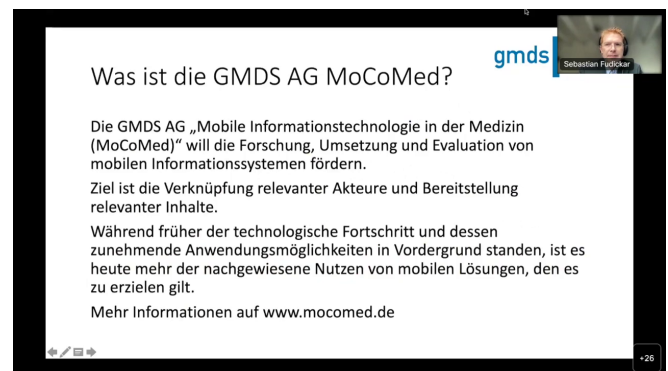 gmds
Sebastian Fudickar
Was ist die GMDS AG MoCoMed?
Die GMDS AG „Mobile Informationstechnologie in der Medizin
(MoCoMed)“ will die Forschung, Umsetzung und Evaluation von
mobilen Informationssystemen fördern.
Ziel ist die Verknüpfung relevanter Akteure und Bereitstellung
relevanter Inhalte.
Während früher der technologische Fortschritt und dessen
zunehmende Anwendungsmöglichkeiten in Vordergrund standen, ist es
heute mehr der nachgewiesene Nutzen von mobilen Lösungen, den es
zu erzielen gilt.
Mehr Informationen auf www.mocomed.de
+26